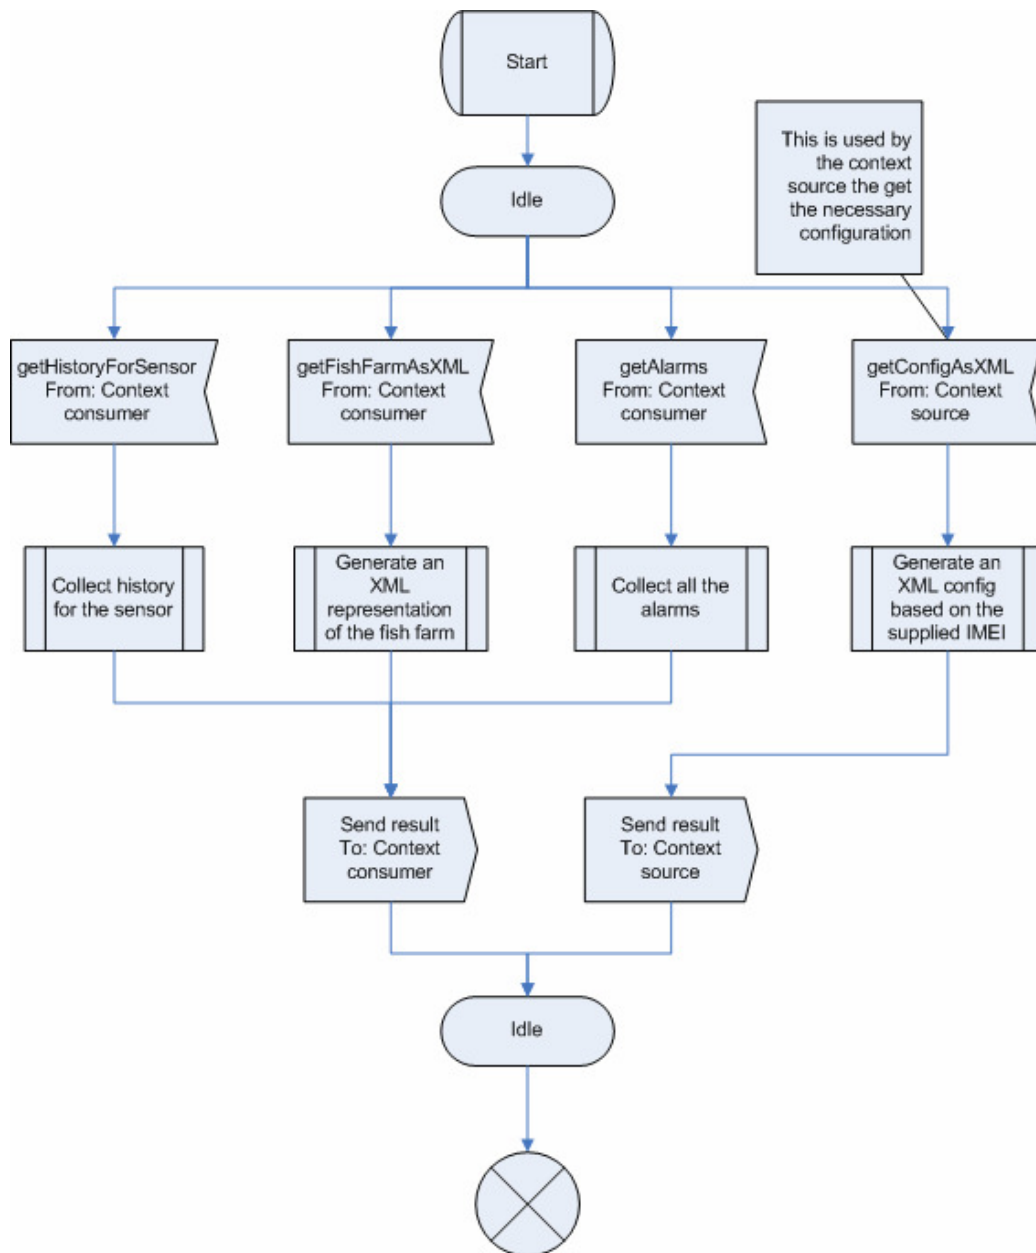 Start
Idle
This is used by
the context
source the get
the necessary
configuration
getHistoryForSensor
From: Context
consumer
getFishFarmAsXML
From: Context
consumer
getAlarms
From: Context
consumer
getConfigAsXML
From: Context
source
Collect history
for the sensor
Generate an
XML
representation
of the fish farm
Collect all the
alarms
Generate an
XML config
based on the
supplied IMEI
Send result
To: Context
consumer
Send result
To: Context
source
Idle